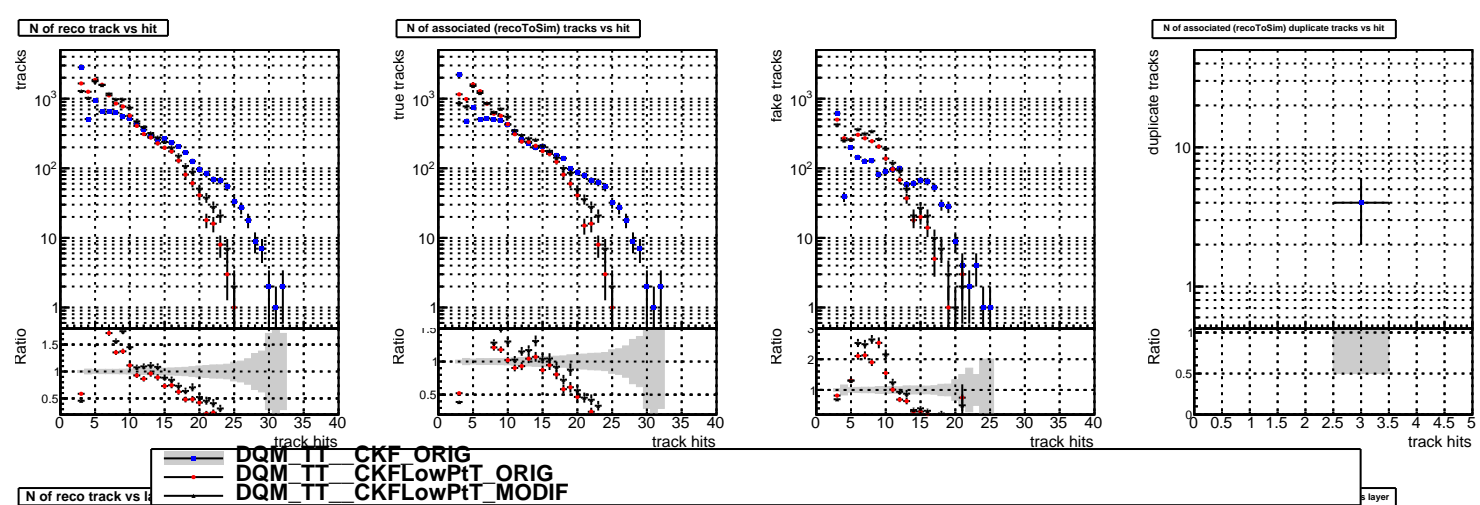 N of reco track vs hit
N of associated (recoToSim) tracks vs hit
N of associated (recoToSim) duplicate tracks vs hit
tracks
10³
10²
10
1
Ratio
1.5
1
0.5
0 5 10 15 20 25 30 35 40
track hits
true tracks
10³
10²
10
1
Ratio
1.5
1
0.5
0 5 10 15 20 25 30 35 40
track hits
fake tracks
10³
10²
10
1
Ratio
3
2
1
0 5 10 15 20 25 30 35 40
track hits
duplicate tracks
10
1
Ratio
1
0.5
0
0 0.5 1 1.5 2 2.5 3 3.5 4 4.5 5
track hits
DQM_TT__CKF_ORIG
DQM_TT__CKFLowPtT_ORIG
DQM_TT__CKFLowPtT_MODIF
N of reco track vs
s layer